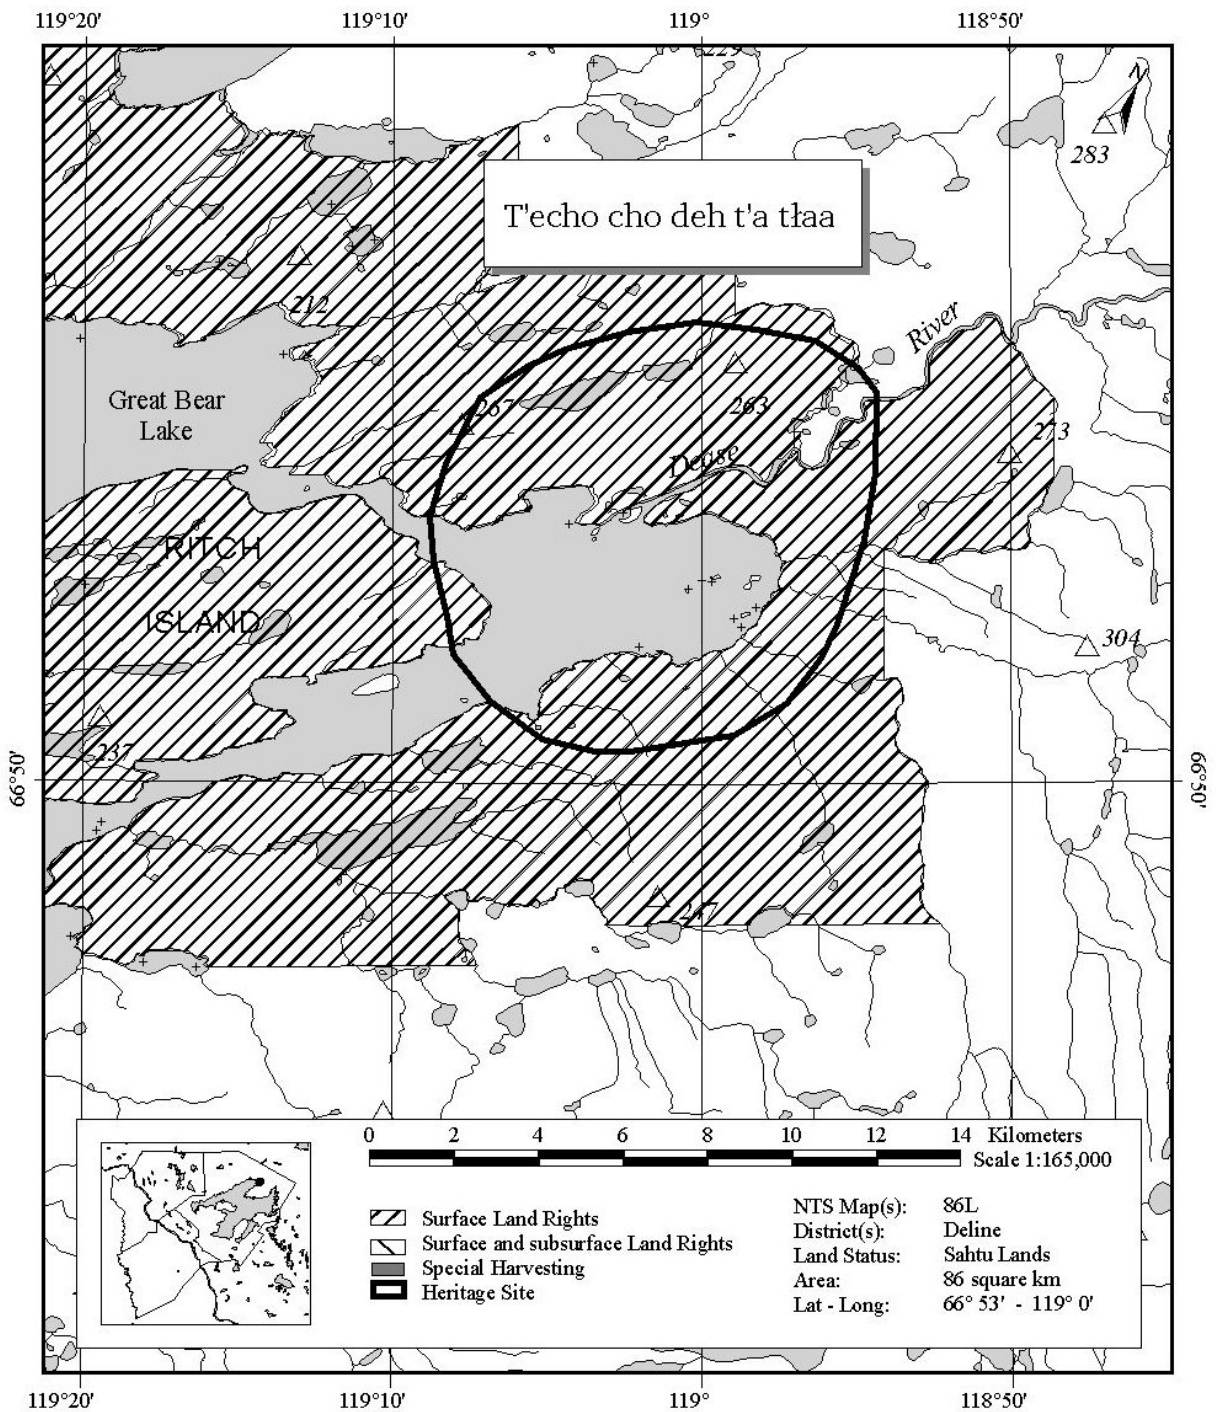 119°20'
119°10'
119°
118°50'
229
N
283
T'echo cho deh t'a tłaa
212
River
Great Bear
Lake
267
263
273
Dease
RITCH
ISLAND
304
237
66°50'
66°50'
247
0 2 4 6 8 10 12 14 Kilometers
Scale 1:165,000
Surface Land Rights
Surface and subsurface Land Rights
Special Harvesting
Heritage Site
NTS Map(s): 86L
District(s): Deline
Land Status: Sahtu Lands
Area: 86 square km
Lat - Long: 66° 53' - 119° 0'
119°20'
119°10'
119°
118°50'